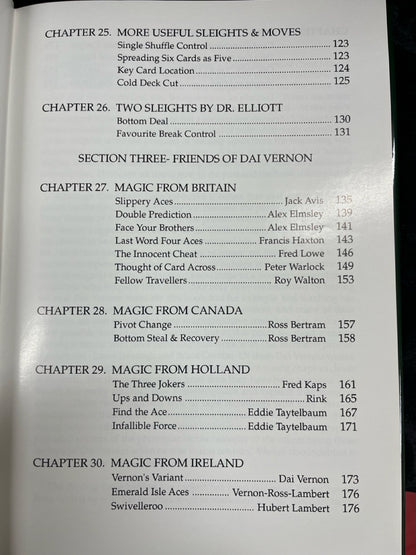 CHAPTER 25. MORE USEFUL SLEIGHTS & MOVES
Single Shuffle Control ........ 123
Spreading Six Cards as Five ........ 123
Key Card Location ........ 124
Cold Deck Cut ........ 125
CHAPTER 26. TWO SLEIGHTS BY DR. ELLIOTT
Bottom Deal ........ 130
Favourite Break Control ........ 131
SECTION THREE- FRIENDS OF DAI VERNON
CHAPTER 27. MAGIC FROM BRITAIN
Slippery Aces ........ Jack Avis 135
Double Prediction ........ Alex Elmsley 139
Face Your Brothers ........ Alex Elmsley 141
Last Word Four Aces ........ Francis Haxton 143
The Innocent Cheat ........ Fred Lowe 146
Thought of Card Across ........ Peter Warlock 149
Fellow Travellers ........ Roy Walton 153
CHAPTER 28. MAGIC FROM CANADA
Pivot Change ........ Ross Bertram 157
Bottom Steal & Recovery ........ Ross Bertram 158
CHAPTER 29. MAGIC FROM HOLLAND
The Three Jokers ........ Fred Kaps 161
Ups and Downs ........ Rink 165
Find the Ace ........ Eddie Taytelbaum 167
Infallible Force ........ Eddie Taytelbaum 171
CHAPTER 30. MAGIC FROM IRELAND
Vernon's Variant ........ Dai Vernon 173
Emerald Isle Aces ........ Vernon-Ross-Lambert 176
Swivelleroo ........ Hubert Lambert 176